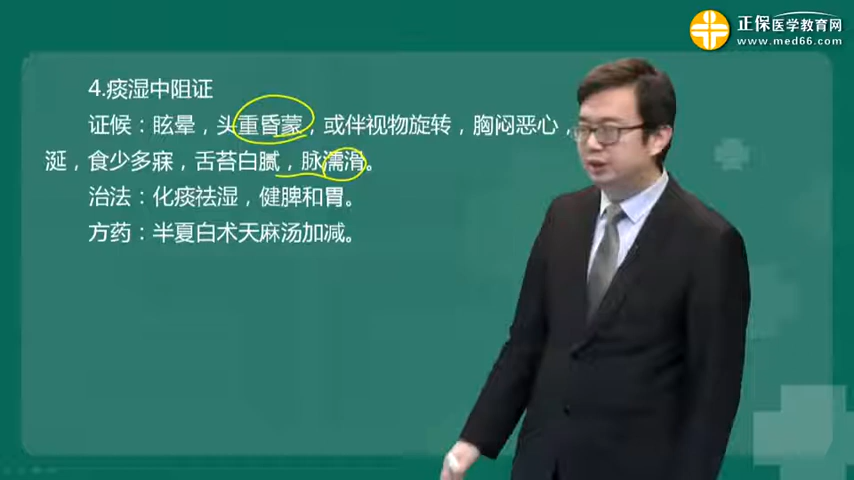 正保医学教育网
www.med66.com
4.痰湿中阻证
证候：眩晕，头重昏蒙，或伴视物旋转，胸闷恶心，
涎，食少多寐，舌苔白腻，脉濡滑。
治法：化痰祛湿，健脾和胃。
方药：半夏白术天麻汤加减。